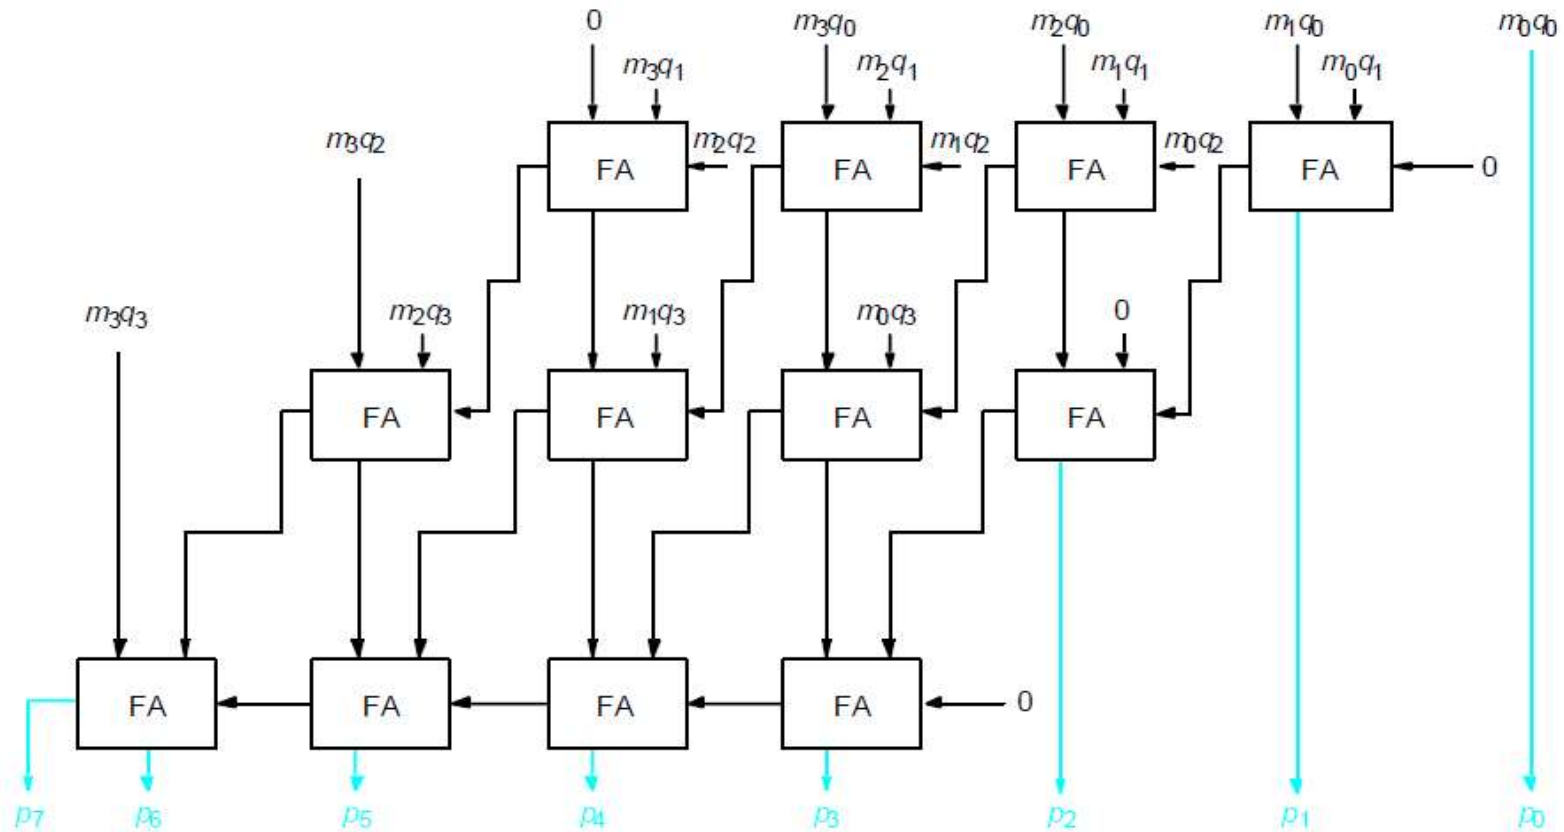 0 m3q0 m2q0 m1q0 m0q0
m3q1 m2q1 m1q1 m0q1
m3q2 m2q2 m1q2 m0q2
FA FA FA FA 0
m3q3 m2q3 m1q3 m0q3 0
FA FA FA FA
FA FA FA FA 0
p7 p6 p5 p4 p3 p2 p1 p0